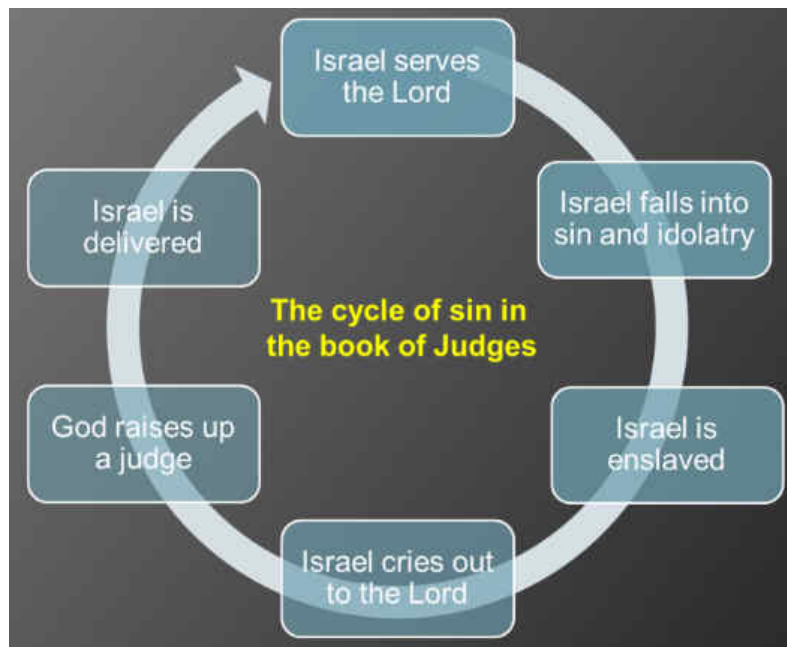 Israel serves
the Lord
Israel falls into
sin and idolatry
Israel is
enslaved
Israel cries out
to the Lord
God raises up
a judge
Israel is
delivered
The cycle of sin in
the book of Judges